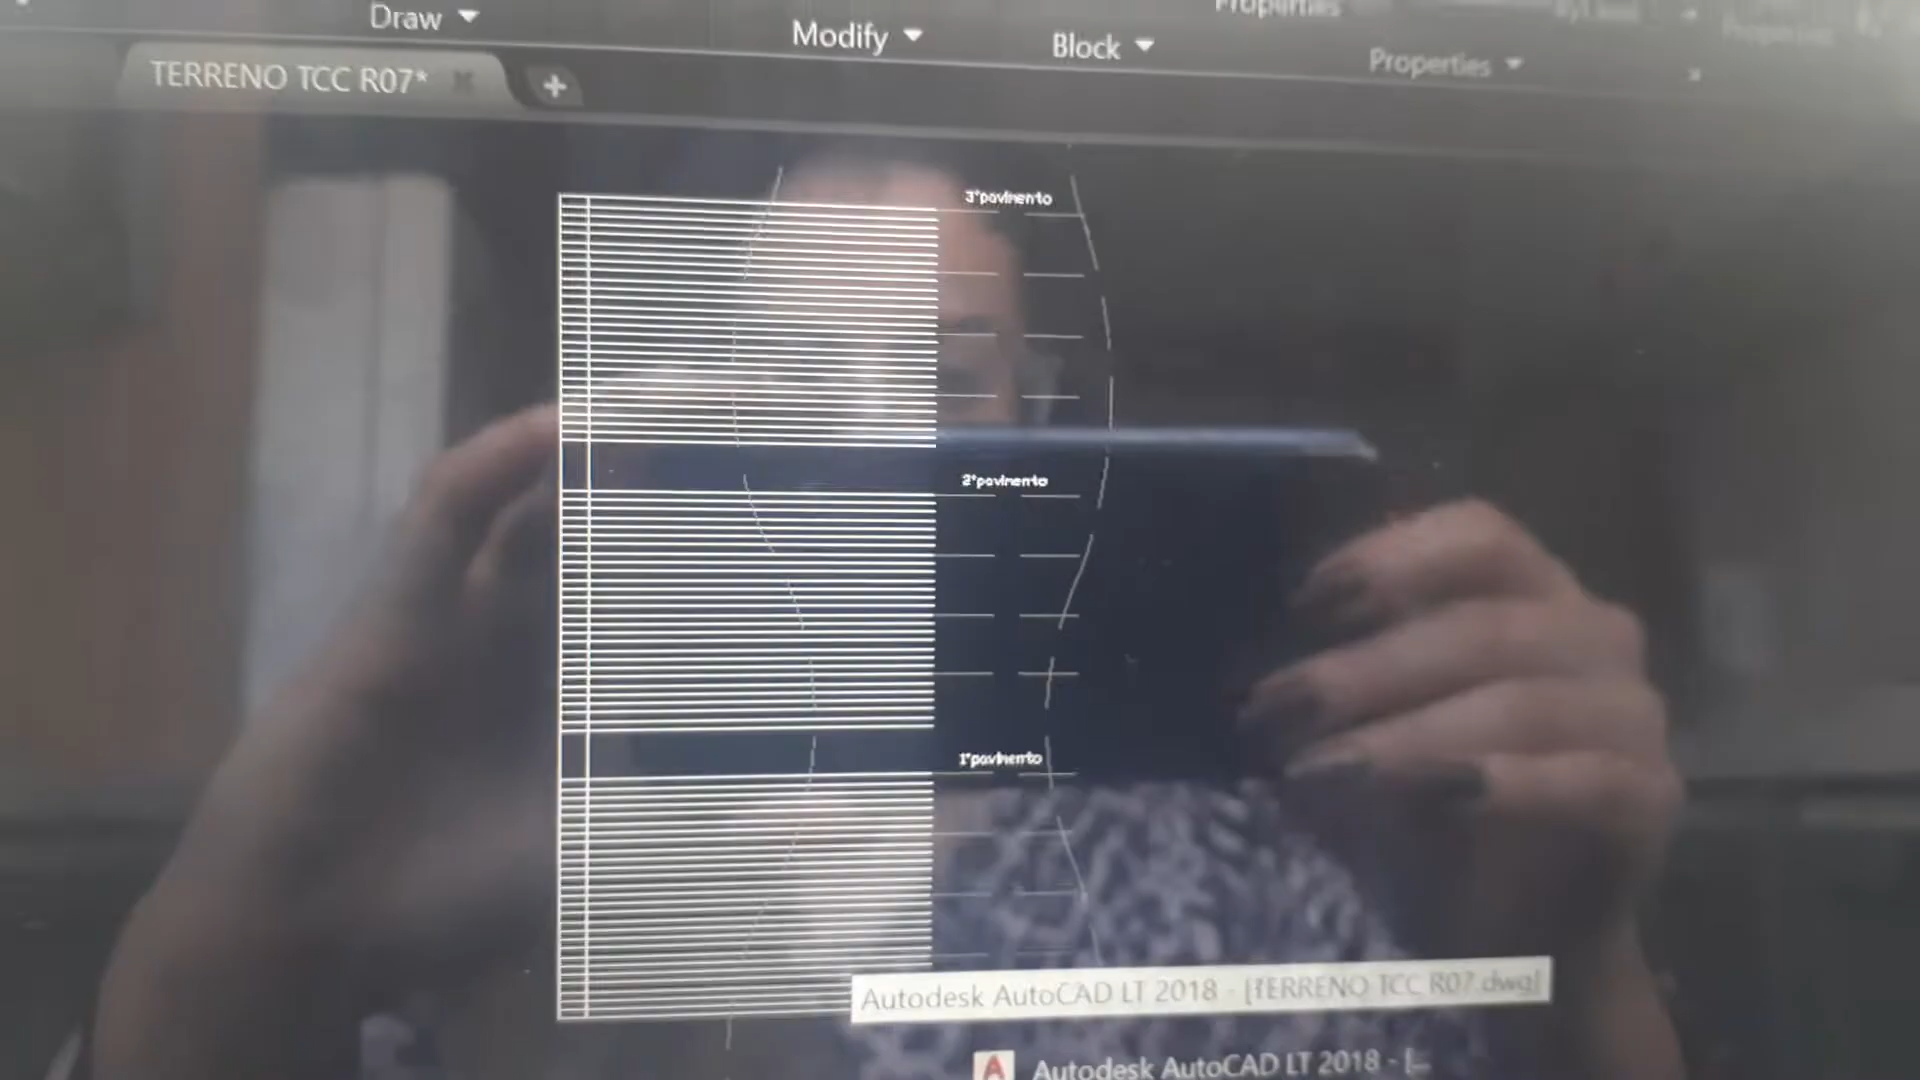 Properties
Draw
Modify
Block
Properties
TERRENO TCC R07*
3°pavimento
2°pavimento
1°pavimento
Autodesk AutoCAD LT 2018 - [TERRENO TCC R07.dwg]
Autodesk AutoCAD LT 2018 - [...